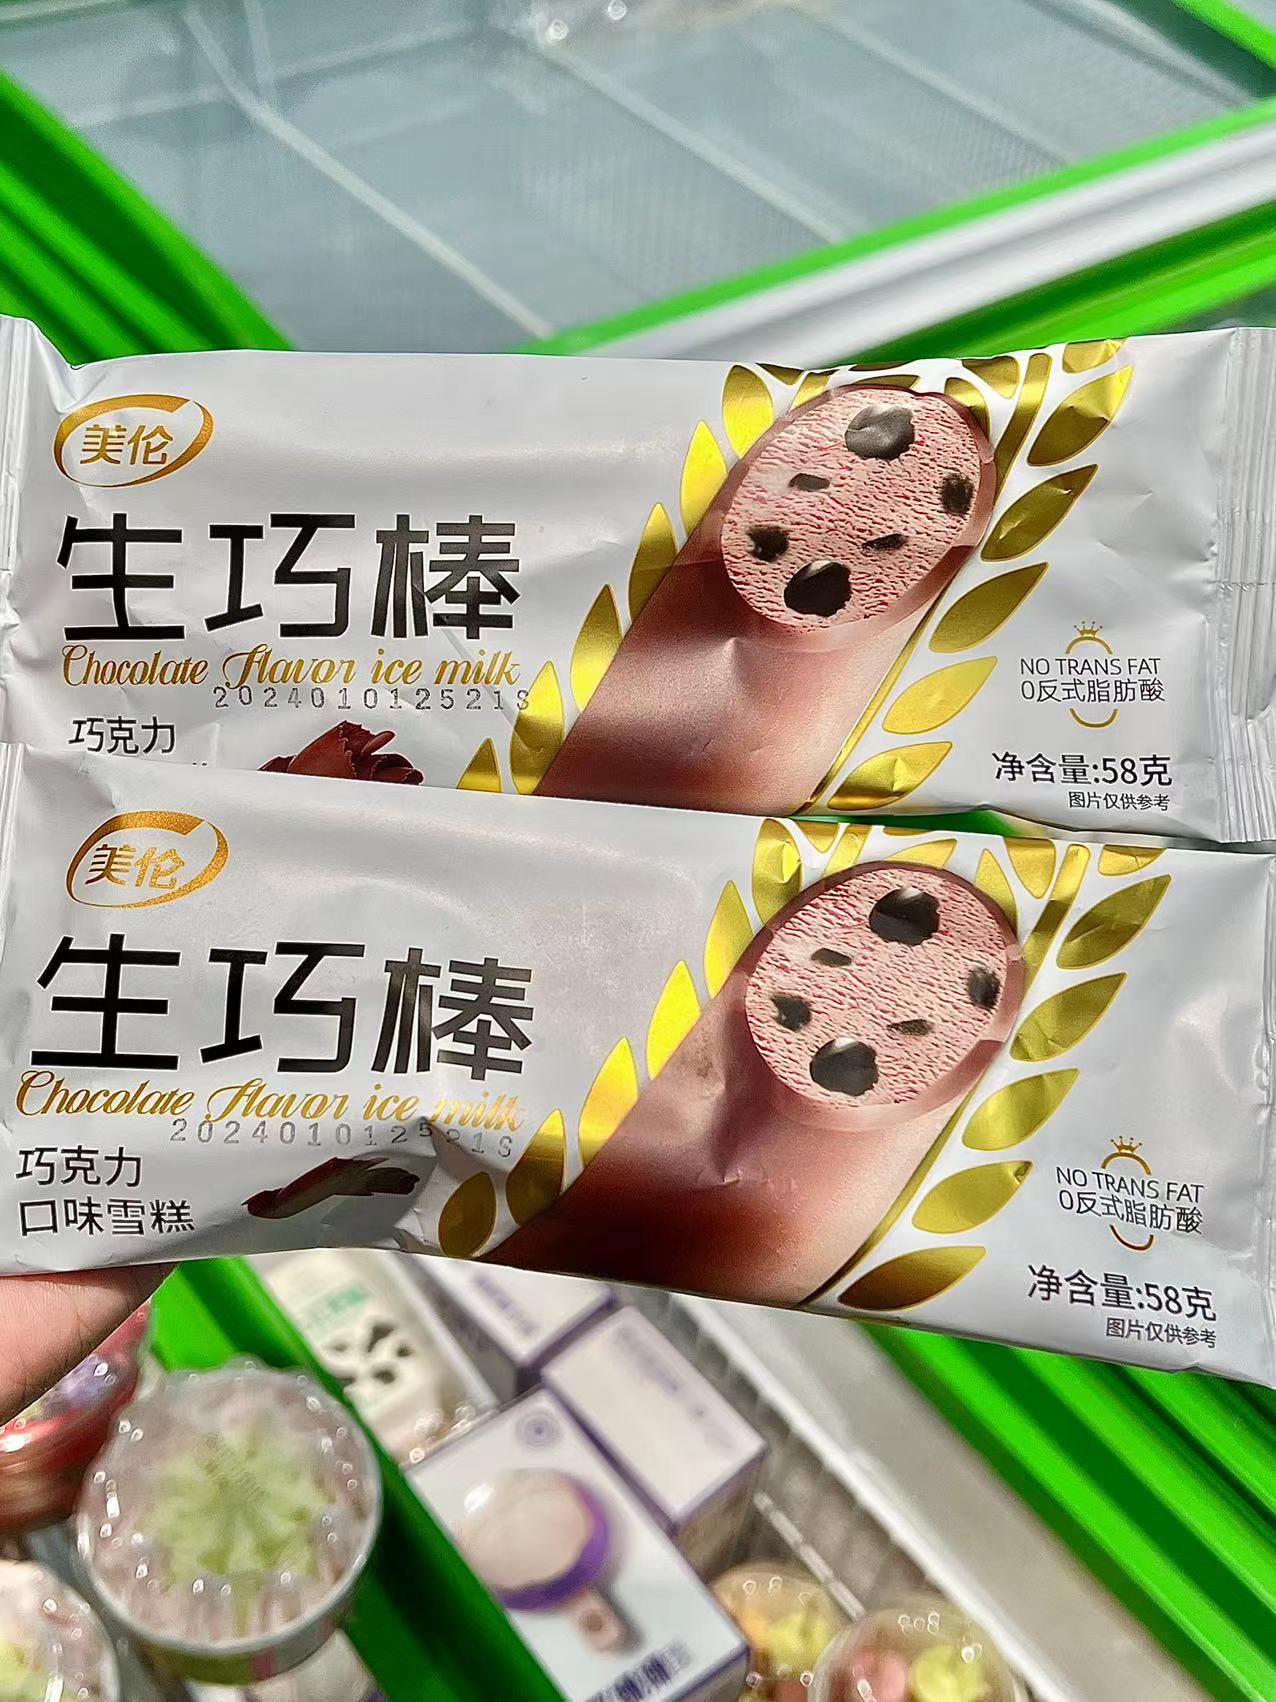 美伦
生巧棒
Chocolate flavor ice milk
202401012521S
巧克力
NO TRANS FAT
0反式脂肪酸
净含量:58克
图片仅供参考
美伦
生巧棒
Chocolate flavor ice milk
202401012521S
巧克力
口味雪糕
NO TRANS FAT
0反式脂肪酸
净含量:58克
图片仅供参考